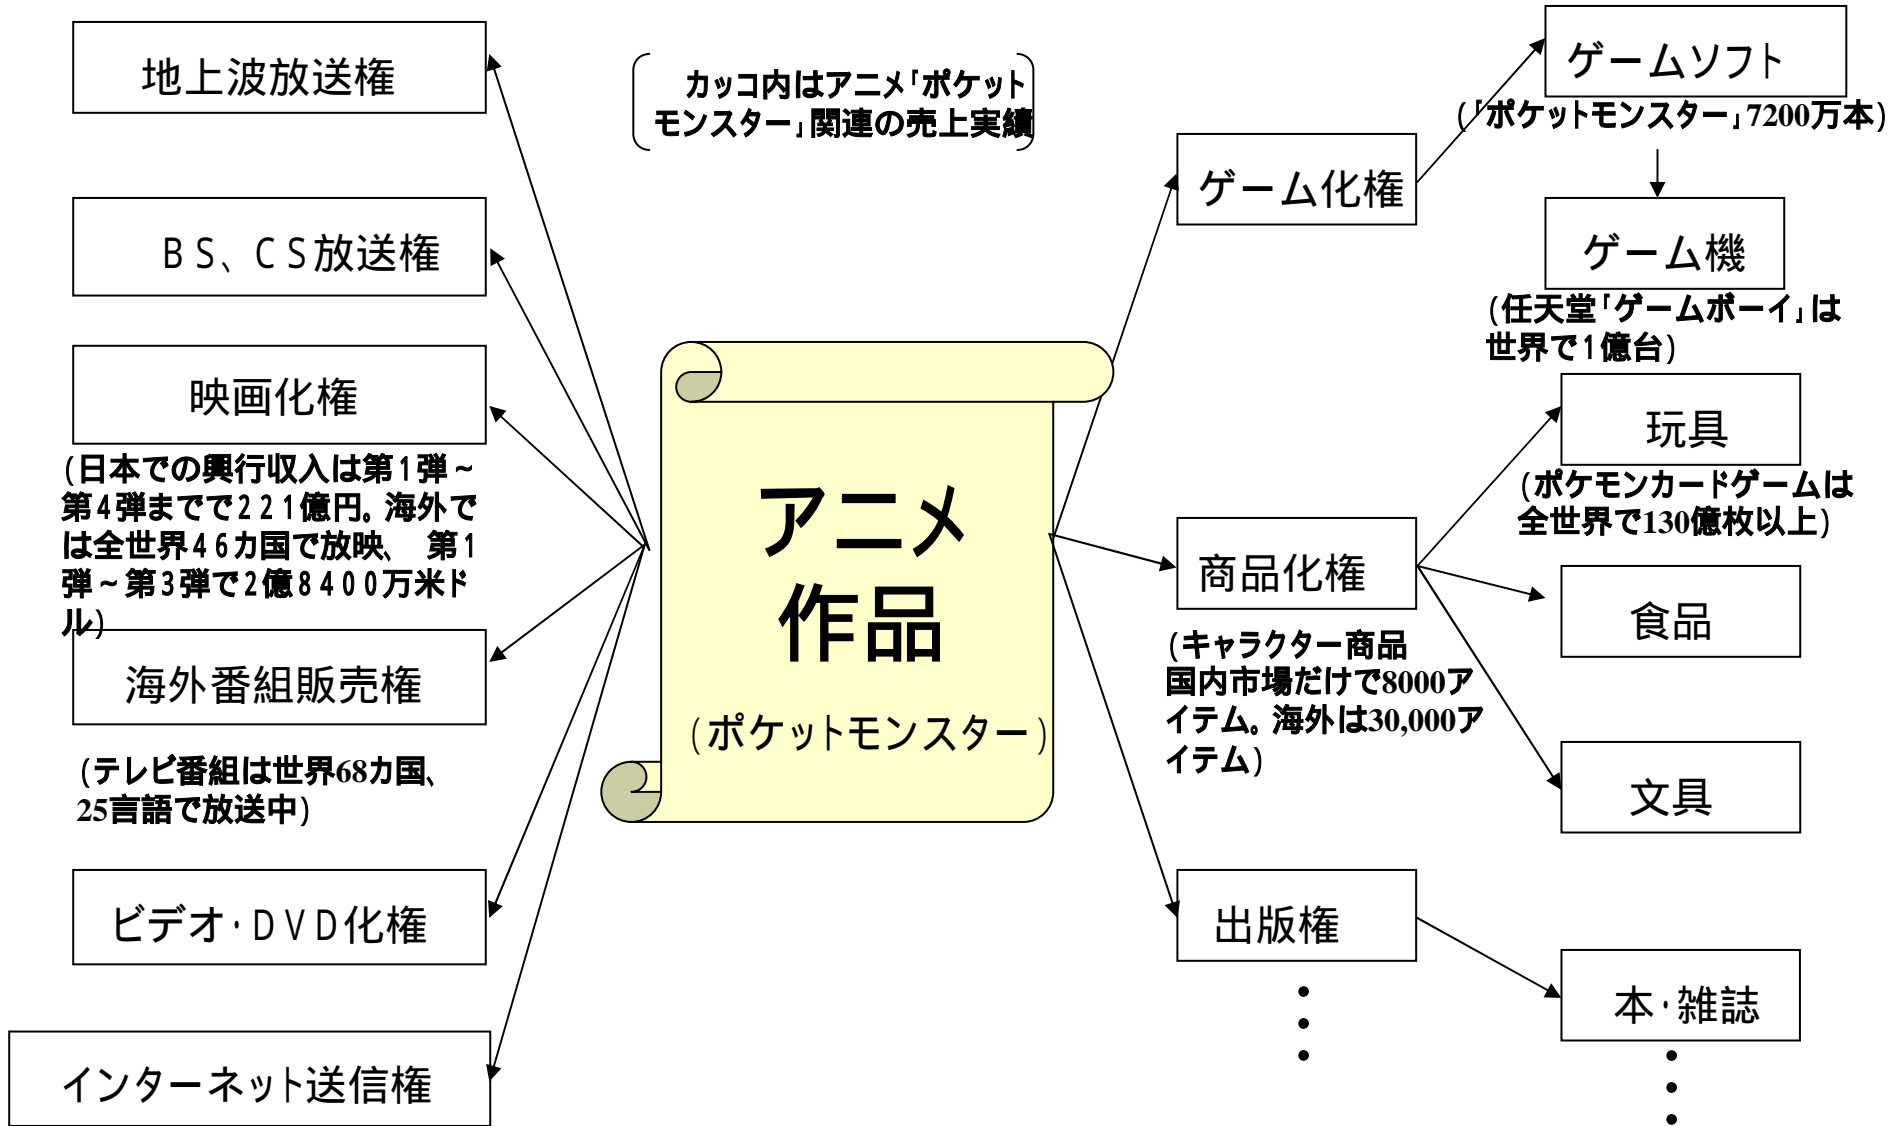 地上波放送権
BS、CS放送権
映画化権
(日本での興行収入は第1弾~
第4弾までで221億円。海外で
は全世界46カ国で放映、 第1
弾~第3弾で2億8400万米ド
ル)
海外番組販売権
(テレビ番組は世界68カ国、
25言語で放送中)
ビデオ・DVD化権
インターネット送信権
カッコ内はアニメ「ポケット
モンスター」関連の売上実績
アニメ
作品
(ポケットモンスター)
ゲーム化権
商品化権
(キャラクター商品
国内市場だけで8000ア
イテム。海外は30,000ア
イテム)
出版権
ゲームソフト
(「ポケットモンスター」7200万本)
ゲーム機
(任天堂「ゲームボーイ」は
世界で1億台)
玩具
(ポケモンカードゲームは
全世界で130億枚以上)
食品
文具
本・雑誌